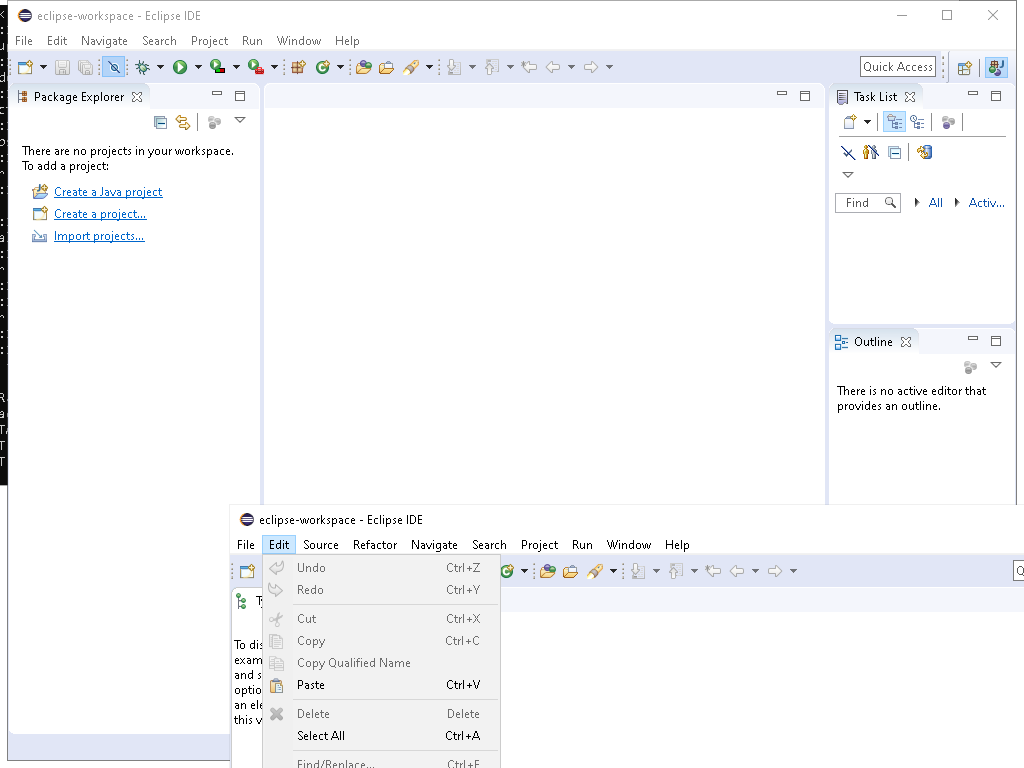 eclipse-workspace - Eclipse IDE
File Edit Navigate Search Project Run Window Help
Quick Access
Package Explorer
There are no projects in your workspace.
To add a project:
Create a Java project
Create a project...
Import projects...
Task List
Find All Activ...
Outline
There is no active editor that
provides an outline.
eclipse-workspace - Eclipse IDE
File Edit Source Refactor Navigate Search Project Run Window Help
Undo Ctrl+Z
Redo Ctrl+Y
Cut Ctrl+X
Copy Ctrl+C
Copy Qualified Name
Paste Ctrl+V
Delete Delete
Select All Ctrl+A
Find/Replace... Ctrl+F
To dis
exam
and s
optio
an ele
this v